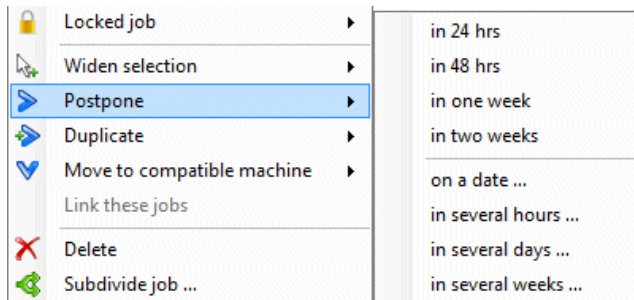 Locked job
Widen selection
Postpone
Duplicate
Move to compatible machine
Link these jobs
Delete
Subdivide job ...
in 24 hrs
in 48 hrs
in one week
in two weeks
on a date ...
in several hours ...
in several days ...
in several weeks ...